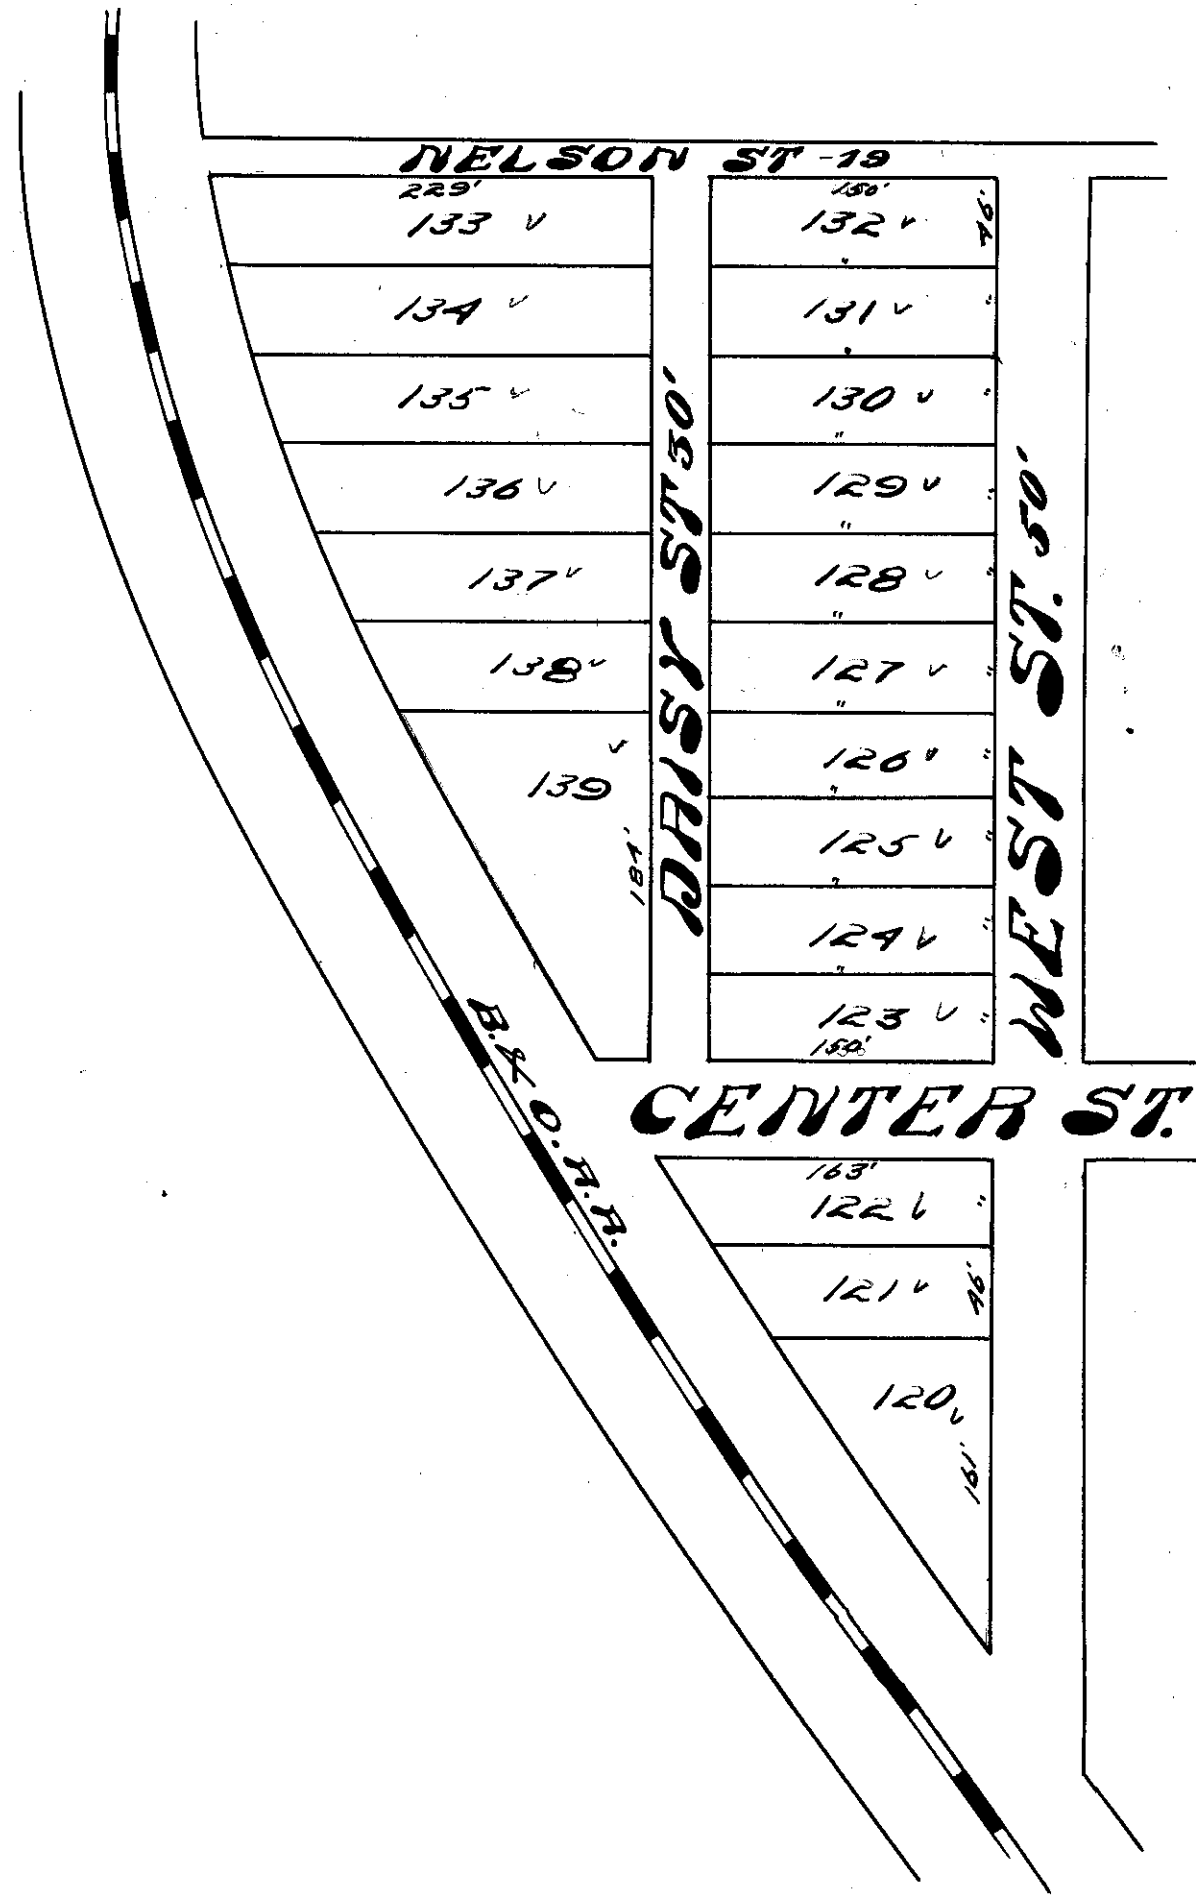 NELSON ST -19
229'
133 v
134 v
135 v
136 v
137 v
138 v
139 v
184'
DAISY ST 50'
150'
46'
132 v
"
131 v
"
"
130 v
"
"
129 v
"
"
128 v
"
"
127 v
"
"
126 v
"
"
125 v
"
"
124 v
"
"
123 v
"
150'
WEST ST. 50'
B. & O. R.R.
CENTER ST.
163'
122 v
"
121 v
46'
120 v
161'